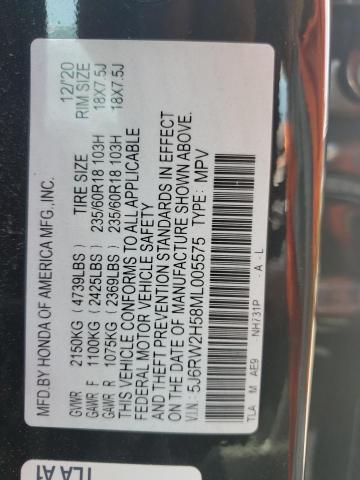 MFD.BY HONDA OF AMERICA MFG.,INC. 12/'20
TIRE SIZE RIM SIZE
GVWR 2150KG (4739LBS)
GAWR F 1100KG (2425LBS) 235/60R18 103H 18X7.5J
GAWR R 1075KG (2369LBS) 235/60R18 103H 18X7.5J
THIS VEHICLE CONFORMS TO ALL APPLICABLE
FEDERAL MOTOR VEHICLE SAFETY
AND THEFT PREVENTION STANDARDS IN EFFECT
ON THE DATE OF MANUFACTURE SHOWN ABOVE.
V.I.N: 5J6RW2H58ML005575 TYPE: MPV
TLA M AE9 NH731P - A - L
TLA A1